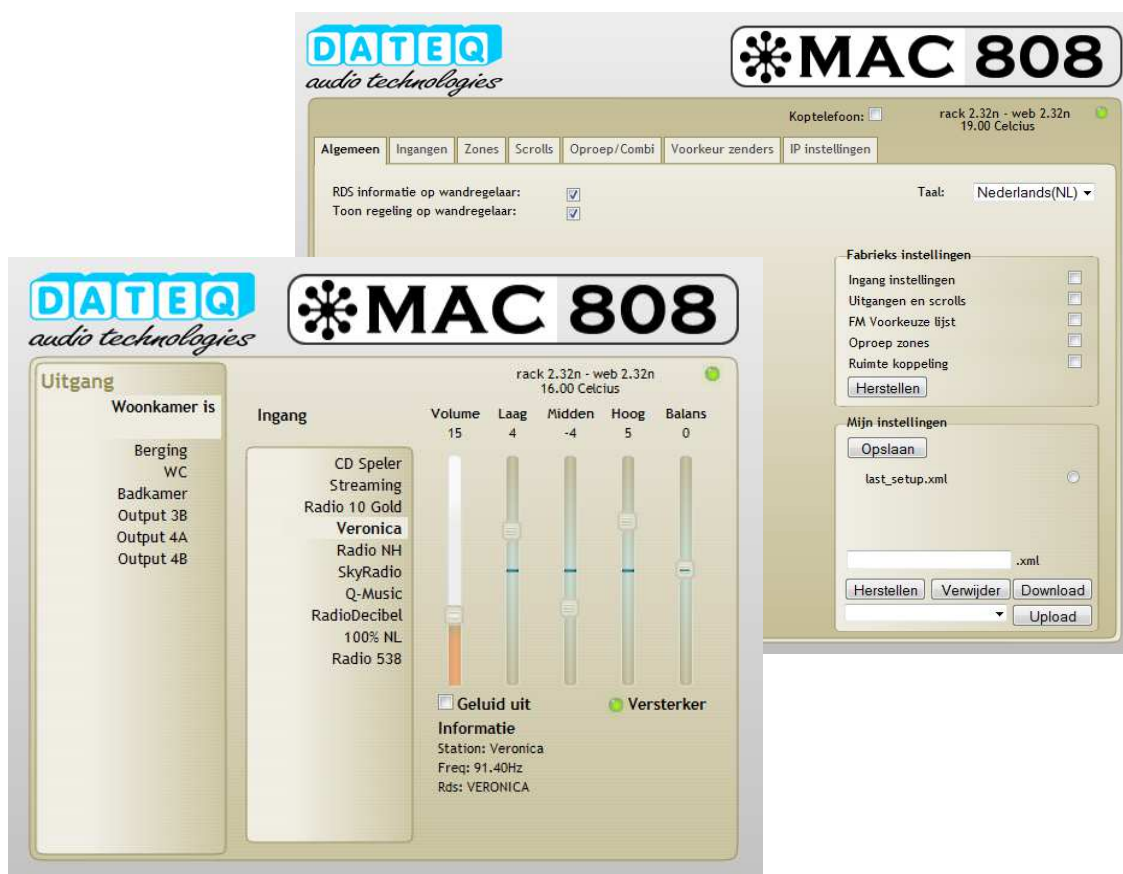 DATEQ
audio technologies
MAC 808
Koptelefoon:
rack 2.32n - web 2.32n
19.00 Celcius
Algemeen Ingangen Zones Scrolls Oproep/Combi Voorkeur zenders IP instellingen
RDS informatie op wandregelaar:
Toon regeling op wandregelaar:
Taal: Nederlands(NL)
Fabrieks instellingen
Ingang instellingen
Uitgangen en scrolls
FM Voorkeuze lijst
Oproep zones
Ruimte koppeling
Herstellen
Mijn instellingen
Opslaan
last_setup.xml
.xml
Herstellen Verwijder Download
Upload
DATEQ
audio technologies
MAC 808
Uitgang
Woonkamer is
Berging
WC
Badkamer
Output 3B
Output 4A
Output 4B
Ingang
CD Speler
Streaming
Radio 10 Gold
Veronica
Radio NH
SkyRadio
Q-Music
RadioDecibel
100% NL
Radio 538
rack 2.32n - web 2.32n
16.00 Celcius
Volume Laag Midden Hoog Balans
15 4 -4 5 0
Geluid uit
Versterker
Informatie
Station: Veronica
Freq: 91.40Hz
Rds: VERONICA